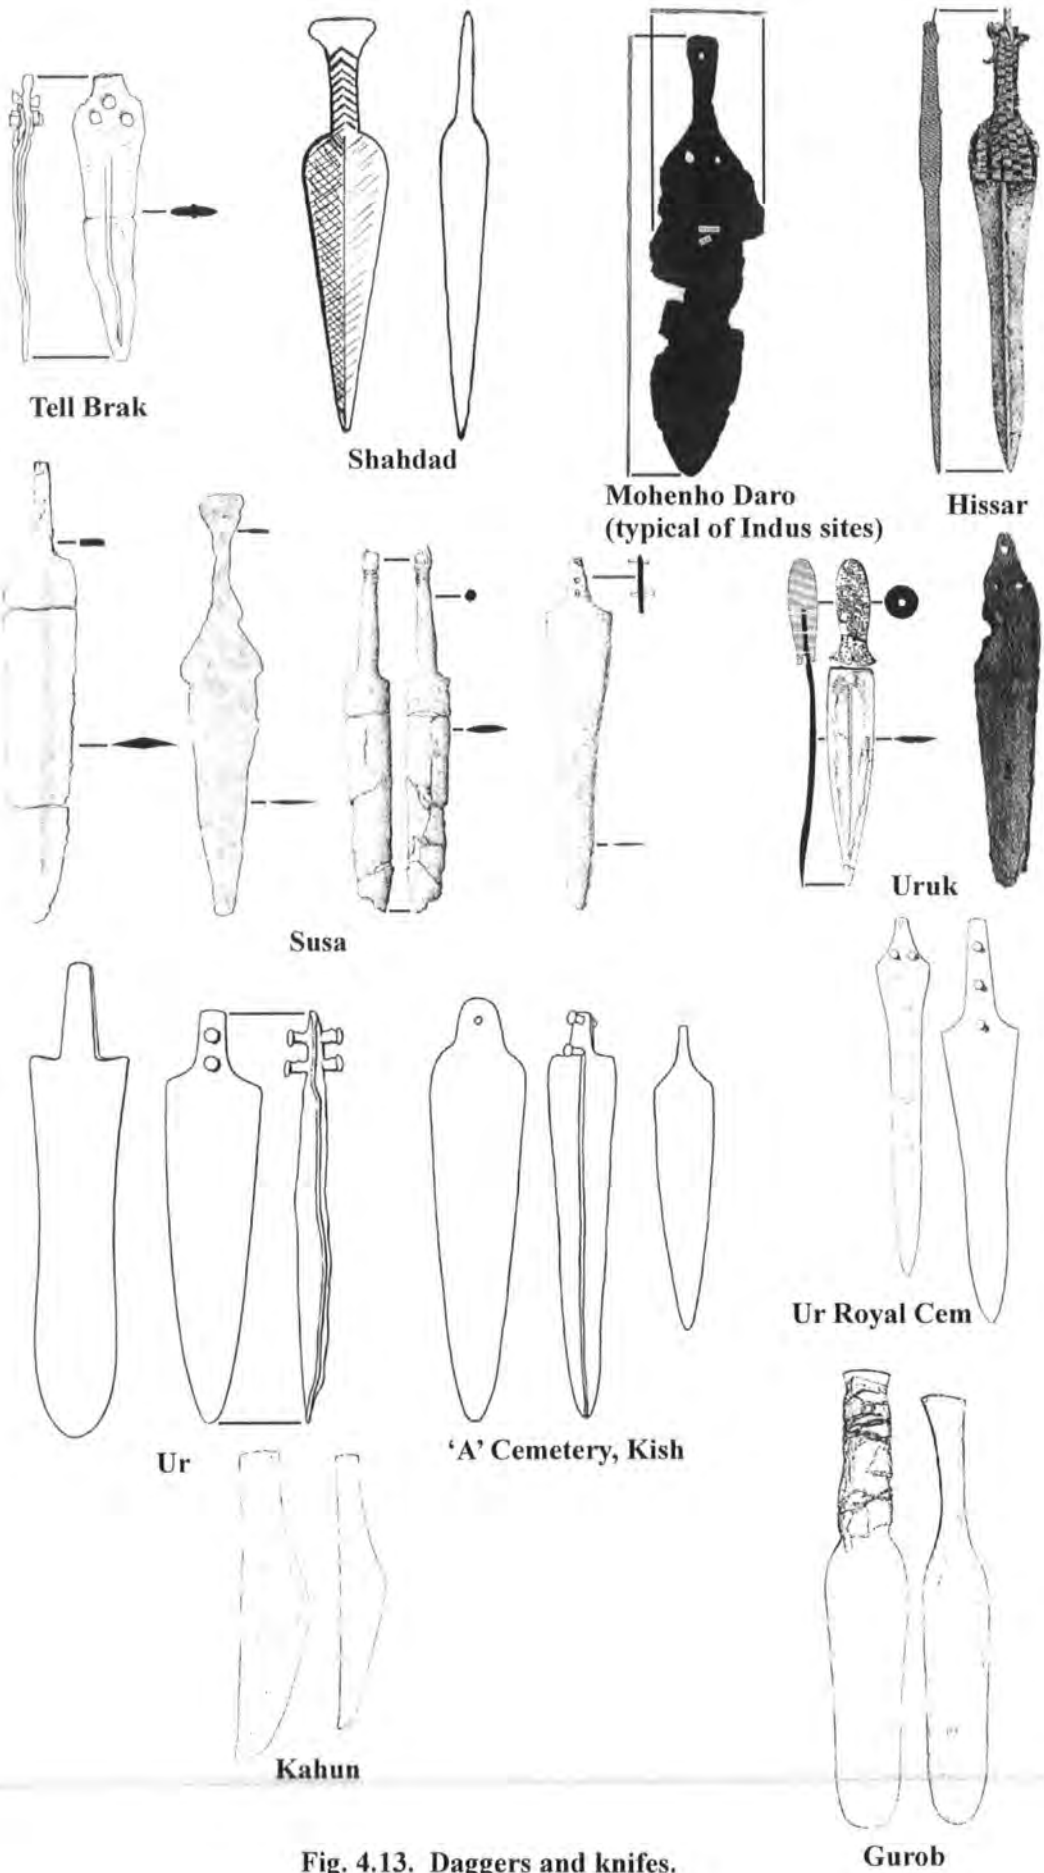 Tell Brak
Shahdad
Mohenho Daro
(typical of Indus sites)
Hissar
Susa
Uruk
Ur Royal Cem
Ur
'A' Cemetery, Kish
Kahun
Gurob
Fig. 4.13. Daggers and knifes.